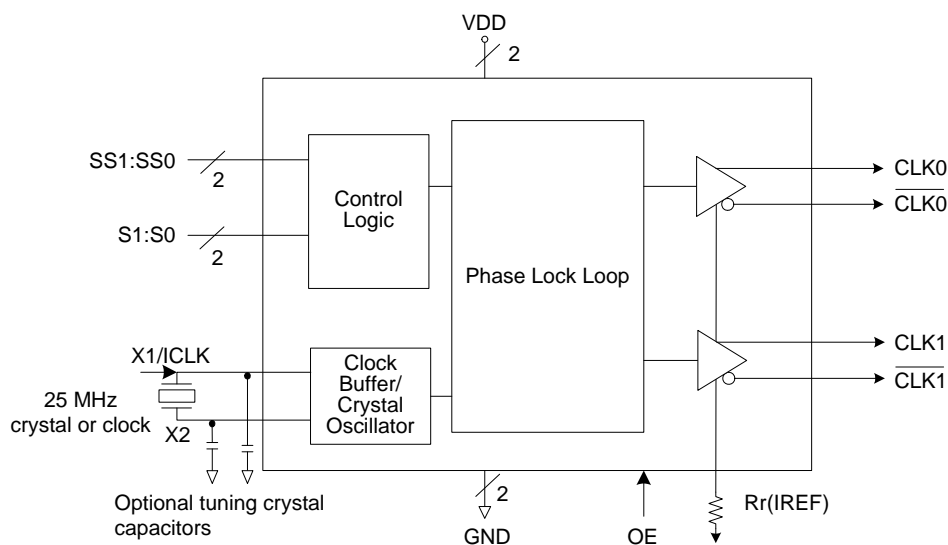 VDD
2
SS1:SS0
2
Control
Logic
CLK0
CLK0
S1:S0
2
Phase Lock Loop
X1/ICLK
Clock
Buffer/
Crystal
Oscillator
CLK1
CLK1
25 MHz
crystal or clock
X2
Optional tuning crystal
capacitors
2
GND
OE
Rr(IREF)